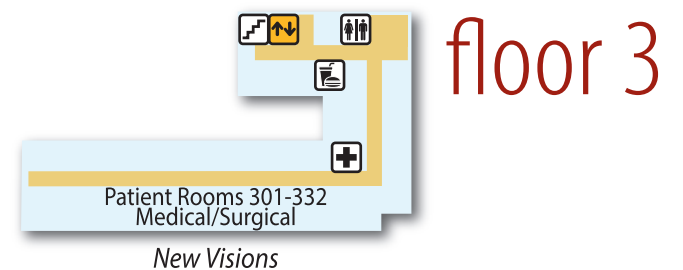 floor 3
Patient Rooms 301-332
Medical/Surgical
New Visions